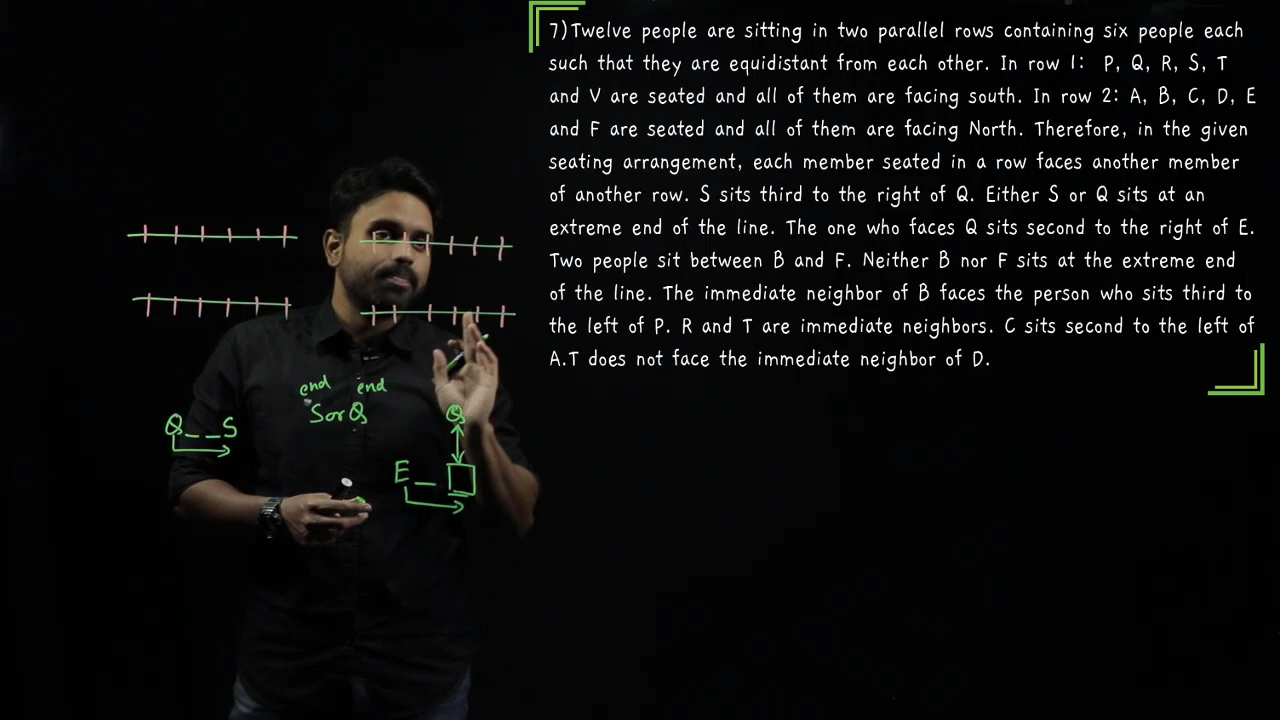 7)Twelve people are sitting in two parallel rows containing six people each
such that they are equidistant from each other. In row 1: P, Q, R, S, T
and V are seated and all of them are facing south. In row 2: A, B, C, D, E
and F are seated and all of them are facing North. Therefore, in the given
seating arrangement, each member seated in a row faces another member
of another row. S sits third to the right of Q. Either S or Q sits at an
extreme end of the line. The one who faces Q sits second to the right of E.
Two people sit between B and F. Neither B nor F sits at the extreme end
of the line. The immediate neighbor of B faces the person who sits third to
the left of P. R and T are immediate neighbors. C sits second to the left of
A.T does not face the immediate neighbor of D.
end end
S or Q
Q _ _ S
Q
E _